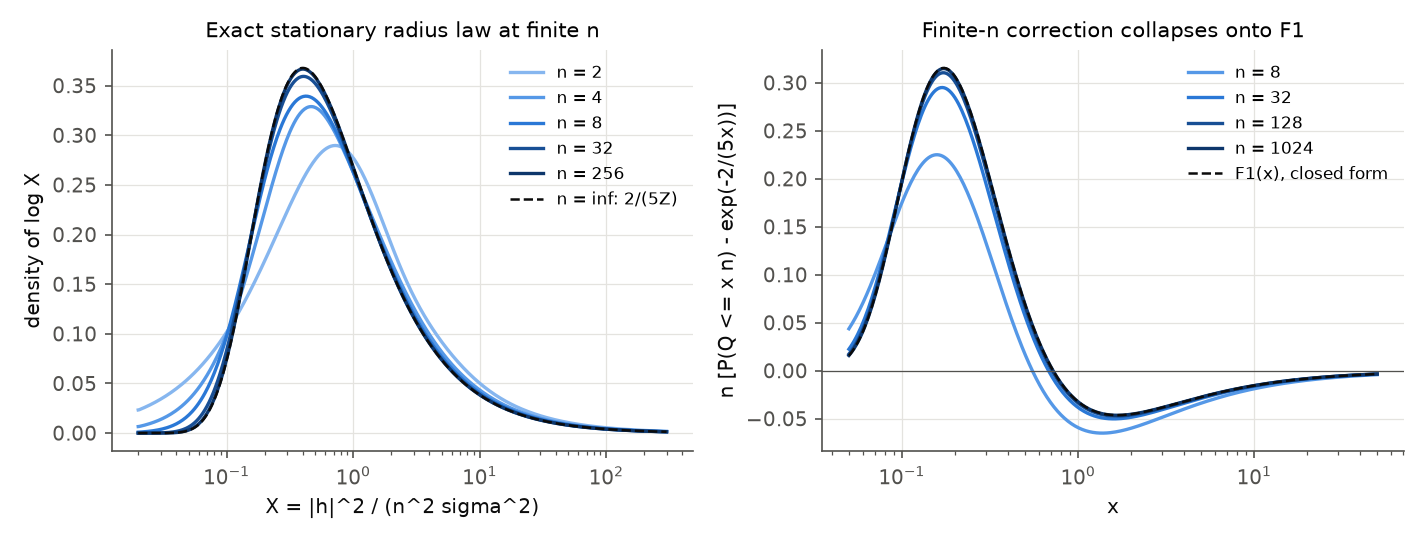 Exact stationary radius law at finite n
density of log X
0.35
0.30
0.25
0.20
0.15
0.10
0.05
0.00
n = 2
n = 4
n = 8
n = 32
n = 256
n = inf: 2/(5Z)
10^−1
10^0
10^1
10^2
X = |h|^2 / (n^2 sigma^2)
Finite-n correction collapses onto F1
n [P(Q <= x n) - exp(-2/(5x))]
0.30
0.25
0.20
0.15
0.10
0.05
0.00
−0.05
n = 8
n = 32
n = 128
n = 1024
F1(x), closed form
10^−1
10^0
10^1
x